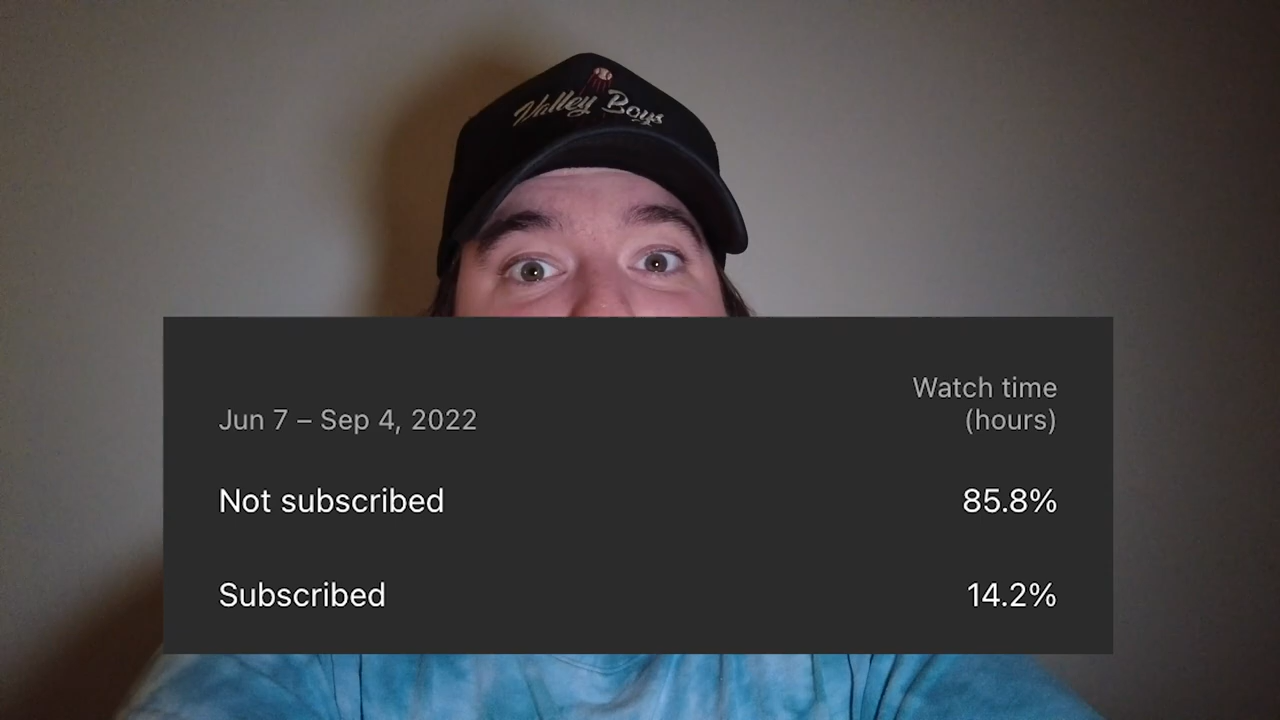 Valley Boys
Watch time
(hours)
Jun 7 – Sep 4, 2022
Not subscribed 85.8%
Subscribed 14.2%